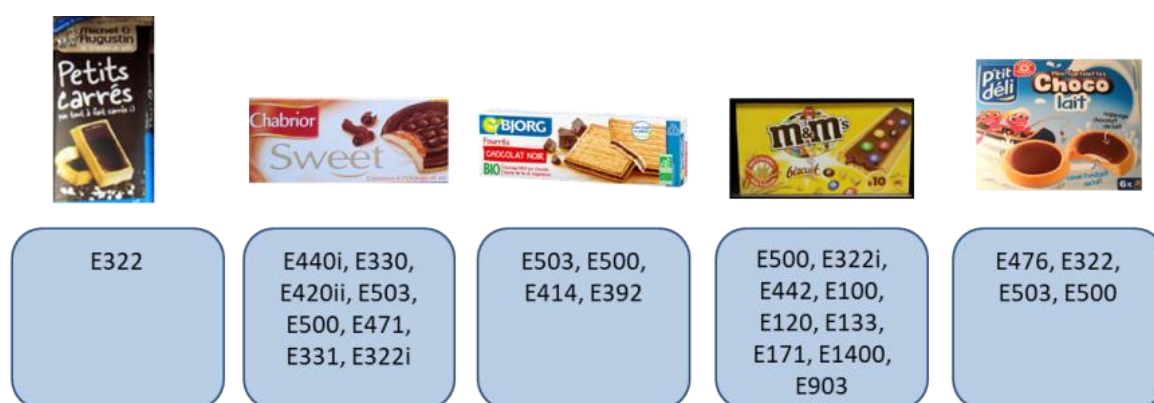 michel & Augustin
Petits
carrés
Chabrior
Sweet
BJORG
Fourrés
CHOCOLAT NOIR
BIO
m&m's
biscuit
x10
P'tit
déli
Choco
lait
6x
E322
E440i, E330,
E420ii, E503,
E500, E471,
E331, E322i
E503, E500,
E414, E392
E500, E322i,
E442, E100,
E120, E133,
E171, E1400,
E903
E476, E322,
E503, E500